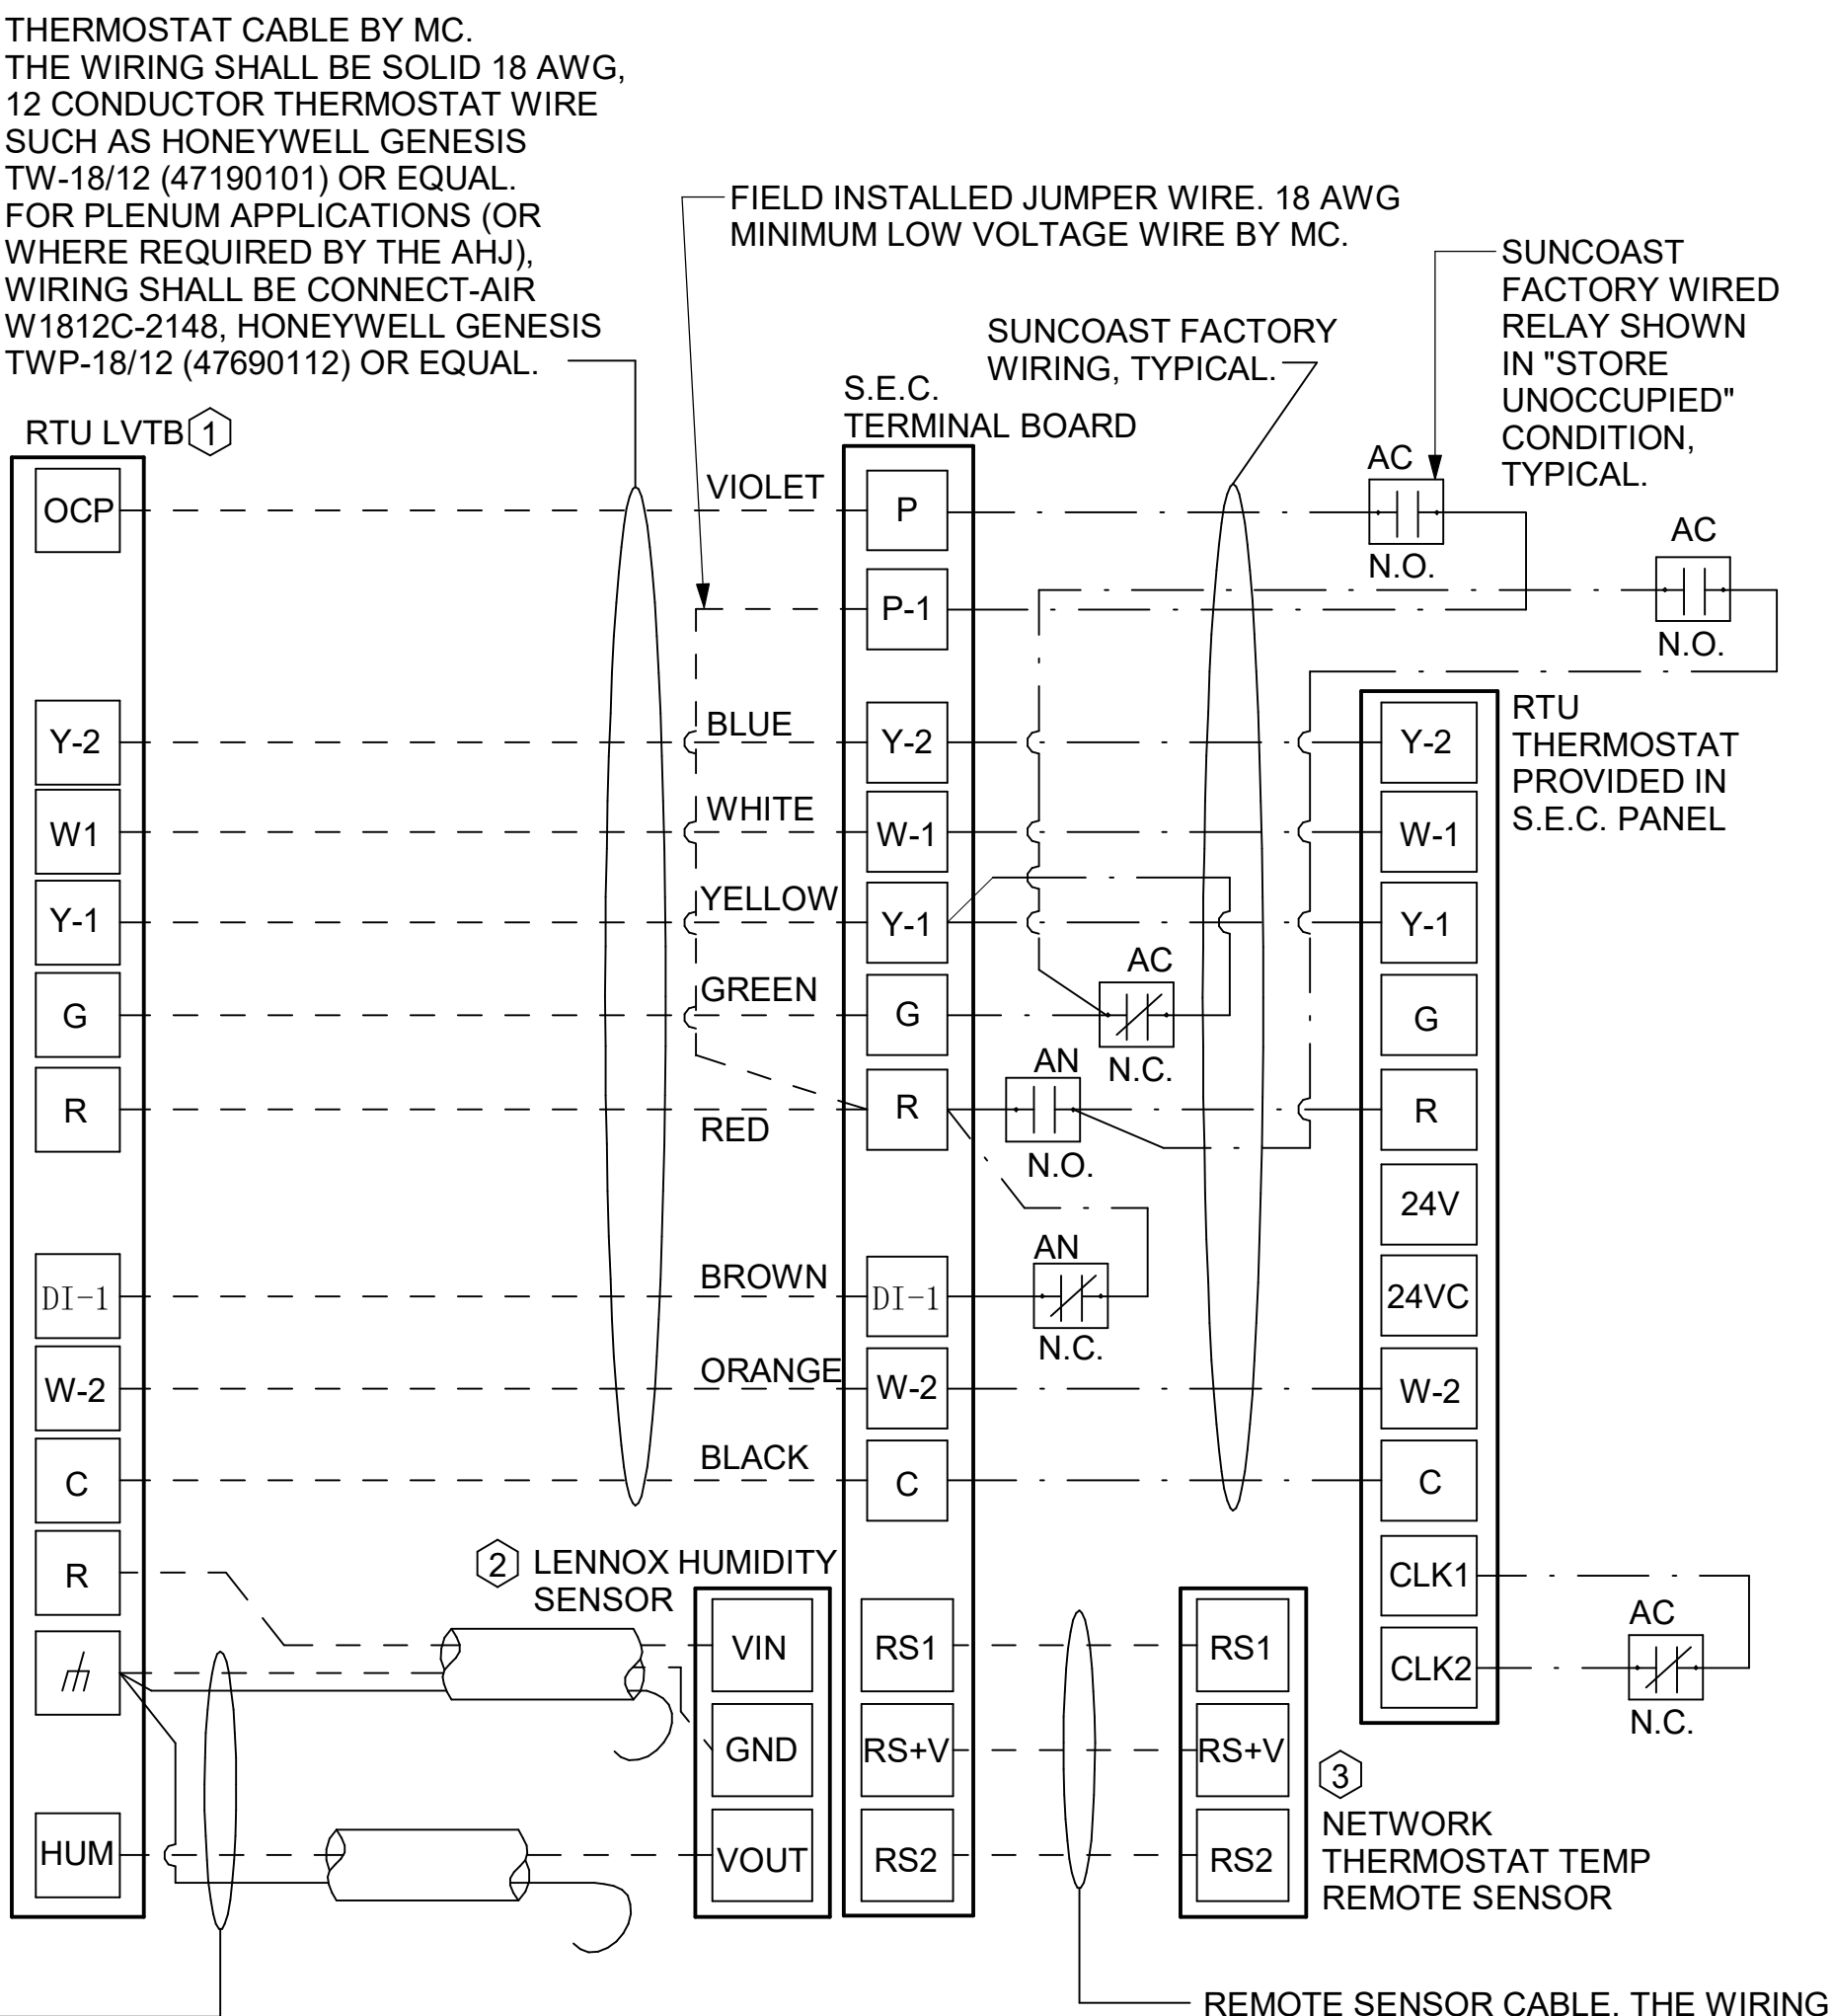 THERMOSTAT CABLE BY MC.
THE WIRING SHALL BE SOLID 18 AWG,
12 CONDUCTOR THERMOSTAT WIRE
SUCH AS HONEYWELL GENESIS
TW-18/12 (47190101) OR EQUAL.
FOR PLENUM APPLICATIONS (OR
WHERE REQUIRED BY THE AHJ),
WIRING SHALL BE CONNECT-AIR
W1812C-2148, HONEYWELL GENESIS
TWP-18/12 (47690112) OR EQUAL.
FIELD INSTALLED JUMPER WIRE. 18 AWG
MINIMUM LOW VOLTAGE WIRE BY MC.
SUNCOAST FACTORY
WIRING, TYPICAL.
SUNCOAST
FACTORY WIRED
RELAY SHOWN
IN "STORE
UNOCCUPIED"
CONDITION,
TYPICAL.
RTU LVTB 1
OCP
Y-2
W1
Y-1
G
R
DI-1
W-2
C
R
HUM
VIOLET
BLUE
WHITE
YELLOW
GREEN
RED
BROWN
ORANGE
BLACK
S.E.C.
TERMINAL BOARD
P
P-1
Y-2
W-1
Y-1
G
R
DI-1
W-2
C
RS1
RS+V
RS2
AC
N.O.
AC
N.O.
AC
N.C.
AN
N.O.
AN
N.C.
RTU
THERMOSTAT
PROVIDED IN
S.E.C. PANEL
Y-2
W-1
Y-1
G
R
24V
24VC
W-2
C
CLK1
CLK2
AC
N.C.
2 LENNOX HUMIDITY
SENSOR
VIN
GND
VOUT
RS1
RS+V
RS2
3
NETWORK
THERMOSTAT TEMP
REMOTE SENSOR
REMOTE SENSOR CABLE. THE WIRING